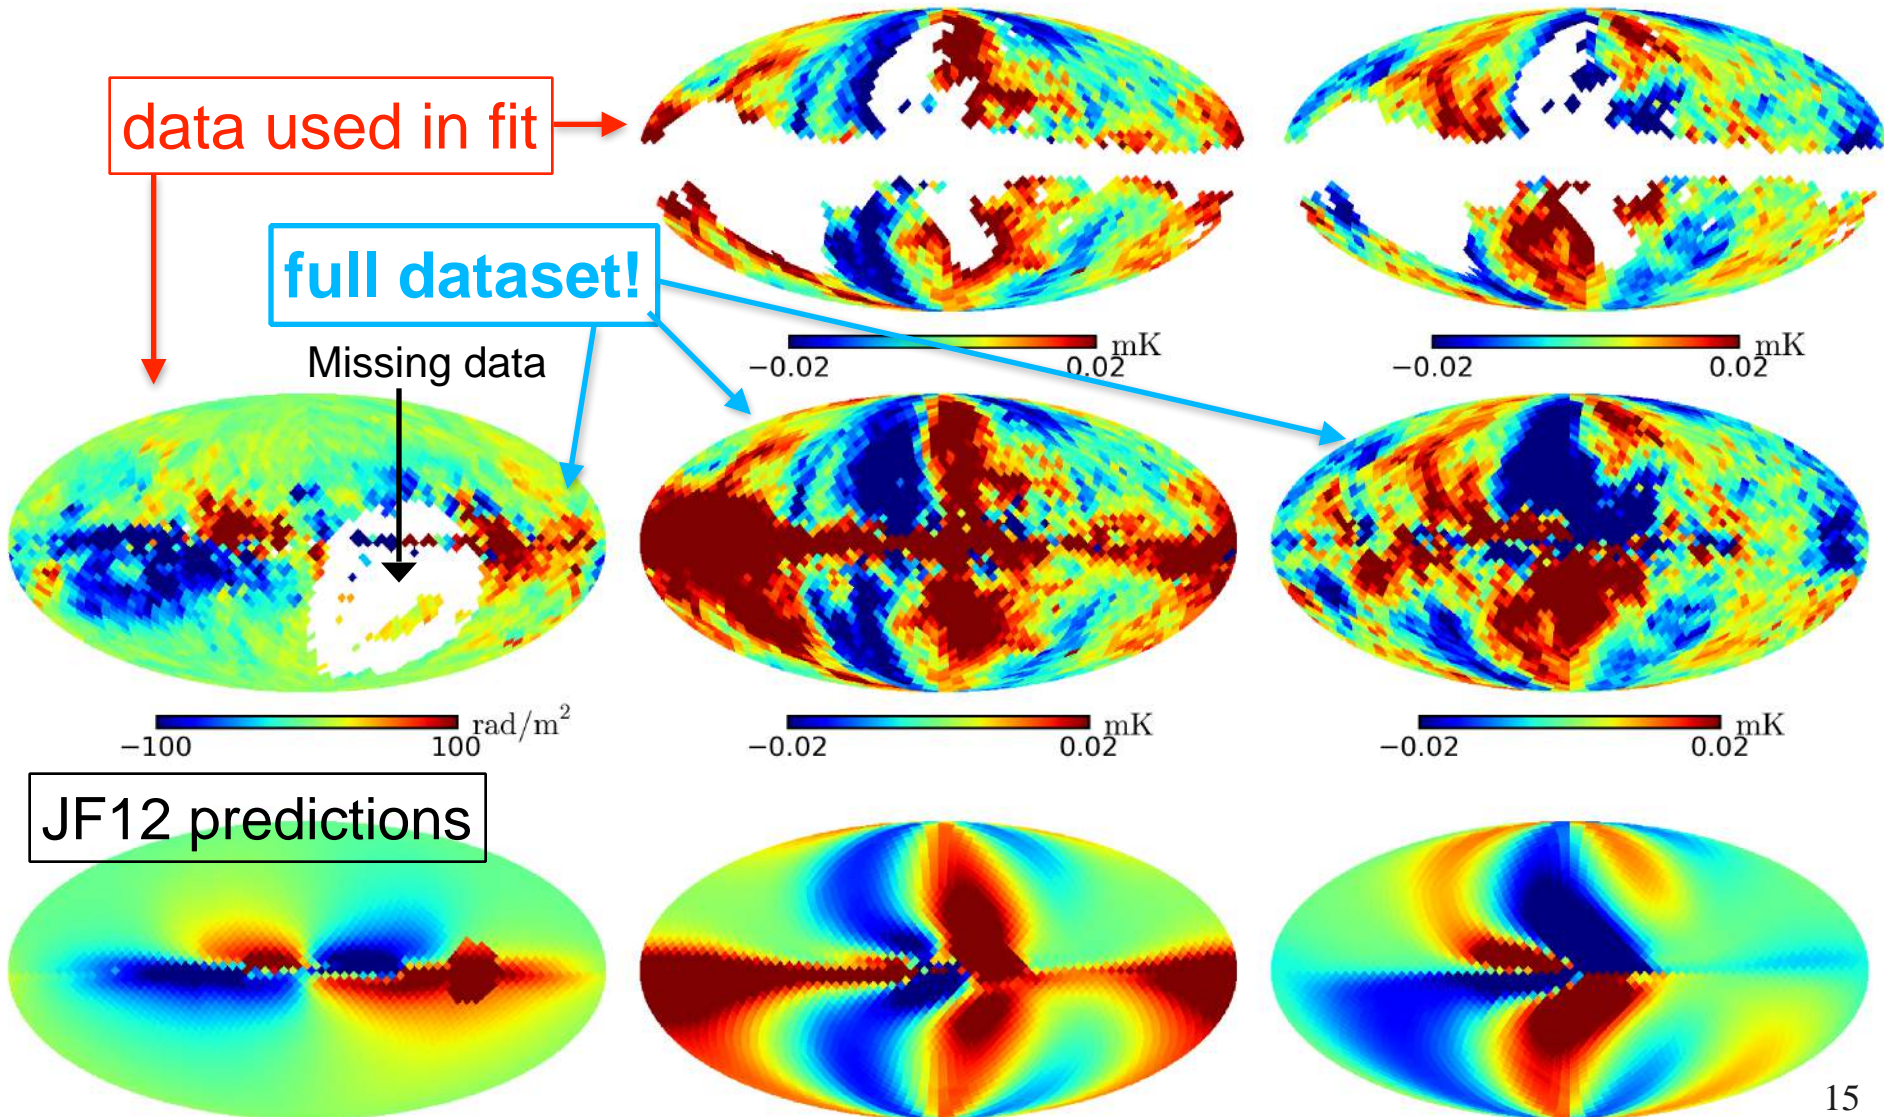 data used in fit
full dataset!
Missing data
−0.02 0.02 mK
−0.02 0.02 mK
−100 100 rad/m²
−0.02 0.02 mK
−0.02 0.02 mK
JF12 predictions
15